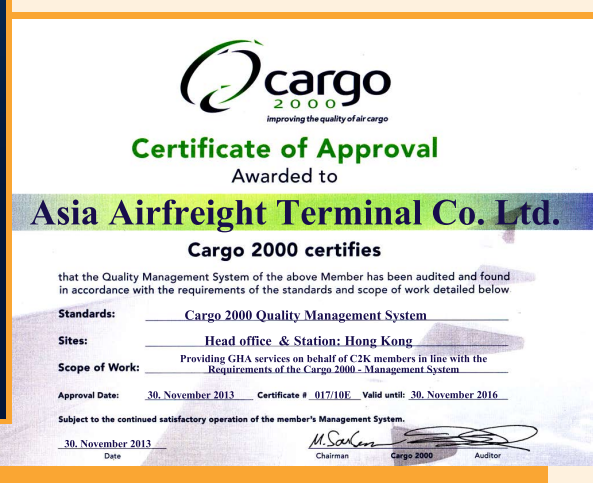 cargo
2000
improving the quality of air cargo
Certificate of Approval
Awarded to
Asia Airfreight Terminal Co. Ltd.
Cargo 2000 certifies
that the Quality Management System of the above Member has been audited and found
in accordance with the requirements of the standards and scope of work detailed below
Standards: Cargo 2000 Quality Management System
Sites: Head office & Station: Hong Kong
Scope of Work: Providing GHA services on behalf of C2K members in line with the
Requirements of the Cargo 2000 - Management System
Approval Date: 30. November 2013 Certificate # 017/10E Valid until: 30. November 2016
Subject to the continued satisfactory operation of the member's Management System.
30. November 2013
Date Chairman Cargo 2000 Auditor